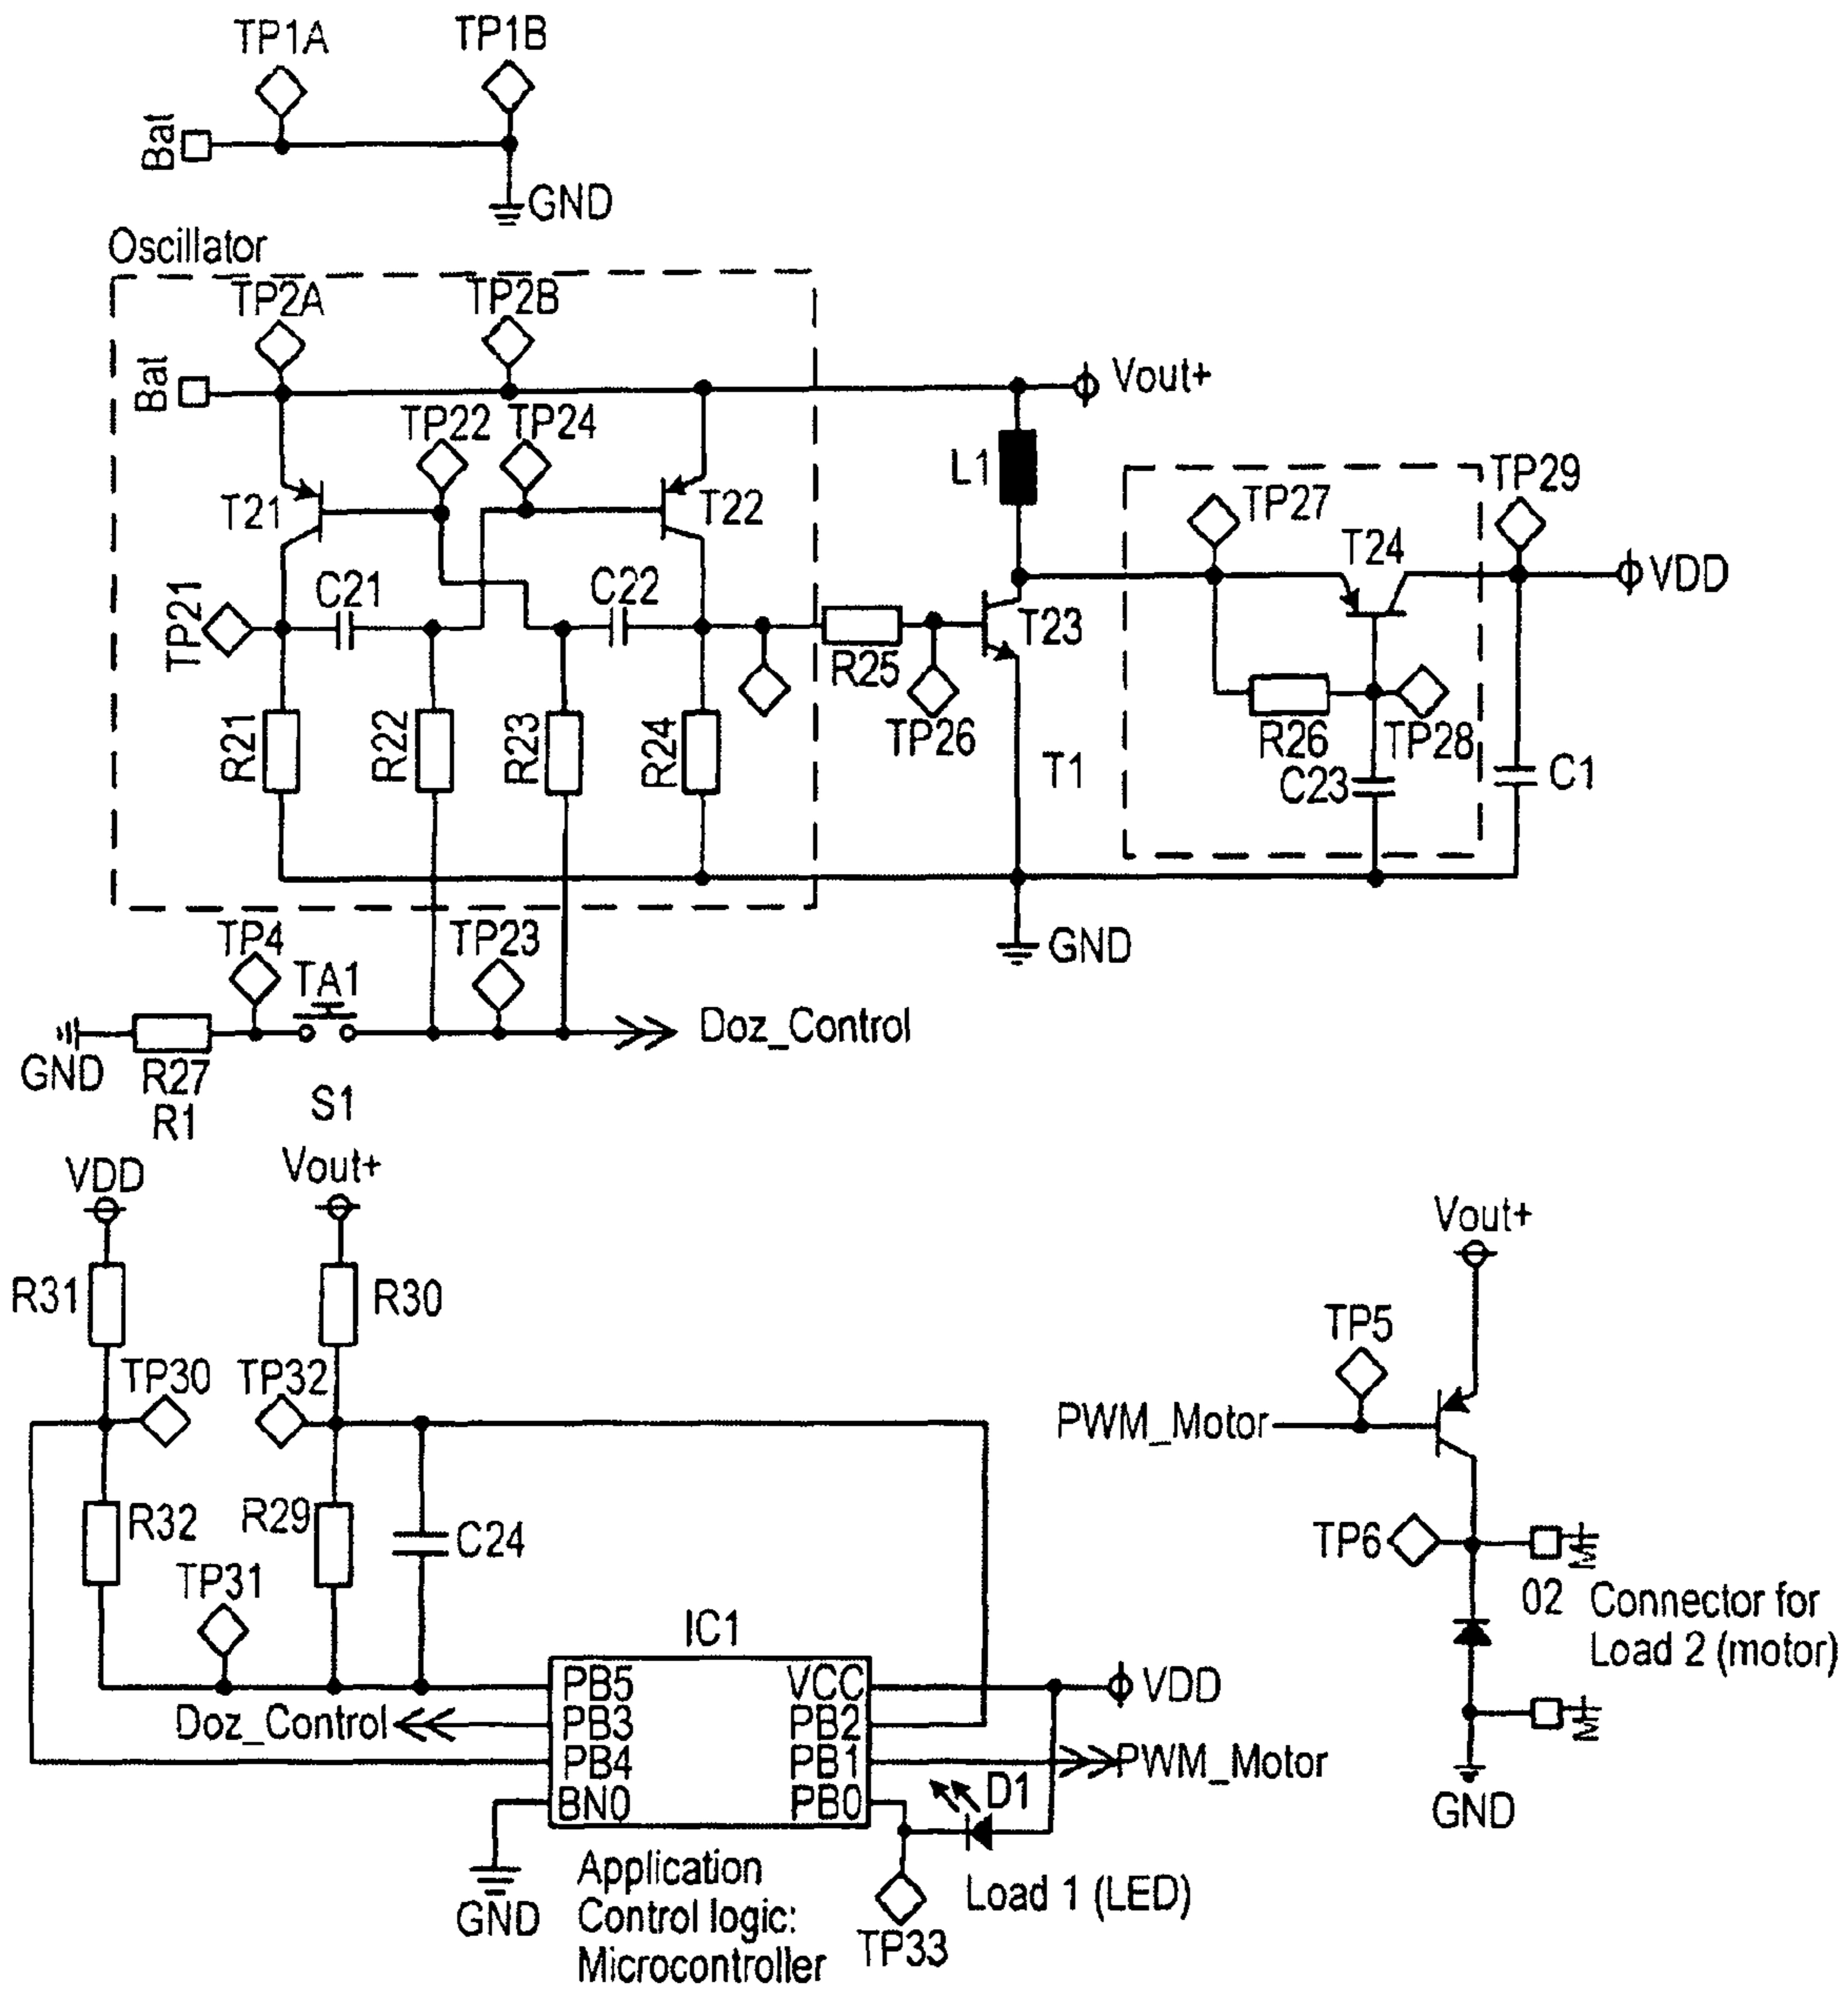 TP1A
TP1B
Bat
GND
Oscillator
TP2A
TP2B
Bat
Vout+
TP22
TP24
L1
TP27
TP29
T21
T22
T24
VDD
TP21
C21
C22
T23
R25
R21
R22
R23
R24
TP26
R26
TP28
T1
C23
C1
GND
TP4
TP23
TA1
Doz_Control
GND
R27
R1
S1
VDD
Vout+
Vout+
R31
R30
TP5
TP30
TP32
PWM_Motor
R32
R29
C24
TP6
TP31
02
Connector for
Load 2 (motor)
IC1
PB5
VCC
VDD
Doz_Control
PB3
PB2
PB4
PB1
PWM_Motor
BN0
PB0
D1
GND
Application
Control logic:
Microcontroller
GND
Load 1 (LED)
TP33